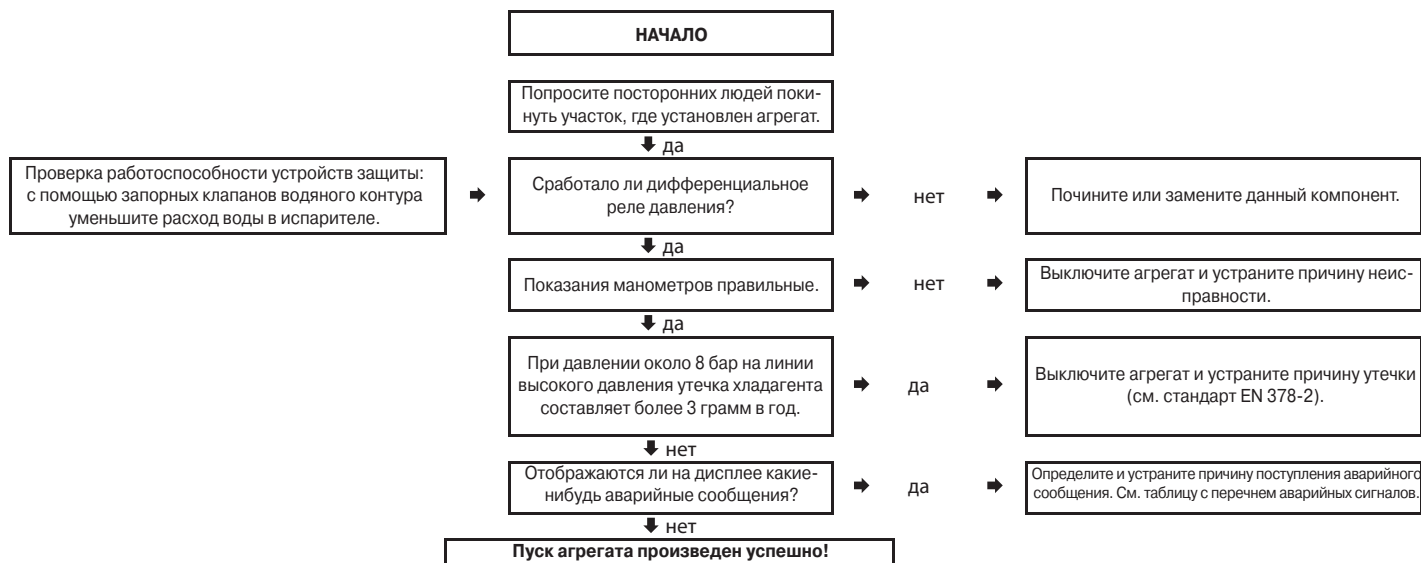 НАЧАЛО
Попросите посторонних людей поки-
нуть участок, где установлен агрегат.
да
Проверка работоспособности устройств защиты:
с помощью запорных клапанов водяного контура
уменьшите расход воды в испарителе.
Сработало ли дифференциальное
реле давления?
нет
Почините или замените данный компонент.
да
Показания манометров правильные.
нет
Выключите агрегат и устраните причину неис-
правности.
да
При давлении около 8 бар на линии
высокого давления утечка хладагента
составляет более 3 грамм в год.
да
Выключите агрегат и устраните причину утечки
(см. стандарт EN 378-2).
нет
Отображаются ли на дисплее какие-
нибудь аварийные сообщения?
да
Определите и устраните причину поступления аварийного
сообщения. См. таблицу с перечнем аварийных сигналов.
нет
Пуск агрегата произведен успешно!